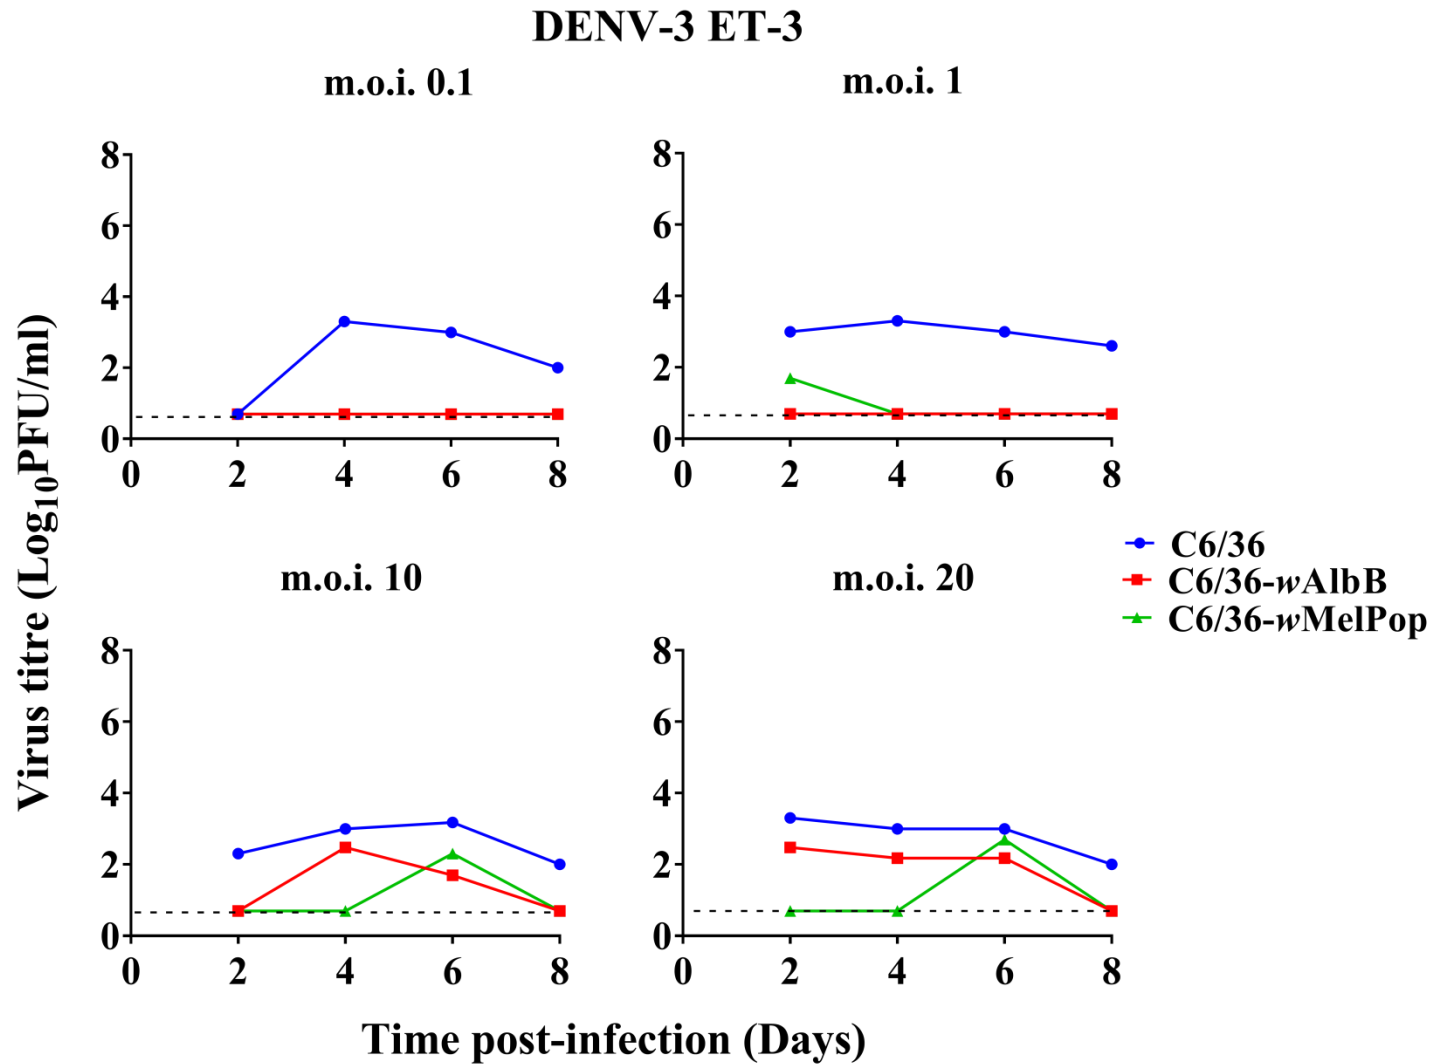 DENV-3 ET-3
m.o.i. 0.1
m.o.i. 1
8
6
4
2
0
0 2 4 6 8
8
6
4
2
0
0 2 4 6 8
Virus titre (Log10PFU/ml)
m.o.i. 10
m.o.i. 20
8
6
4
2
0
0 2 4 6 8
8
6
4
2
0
0 2 4 6 8
C6/36
C6/36-wAlbB
C6/36-wMelPop
Time post-infection (Days)